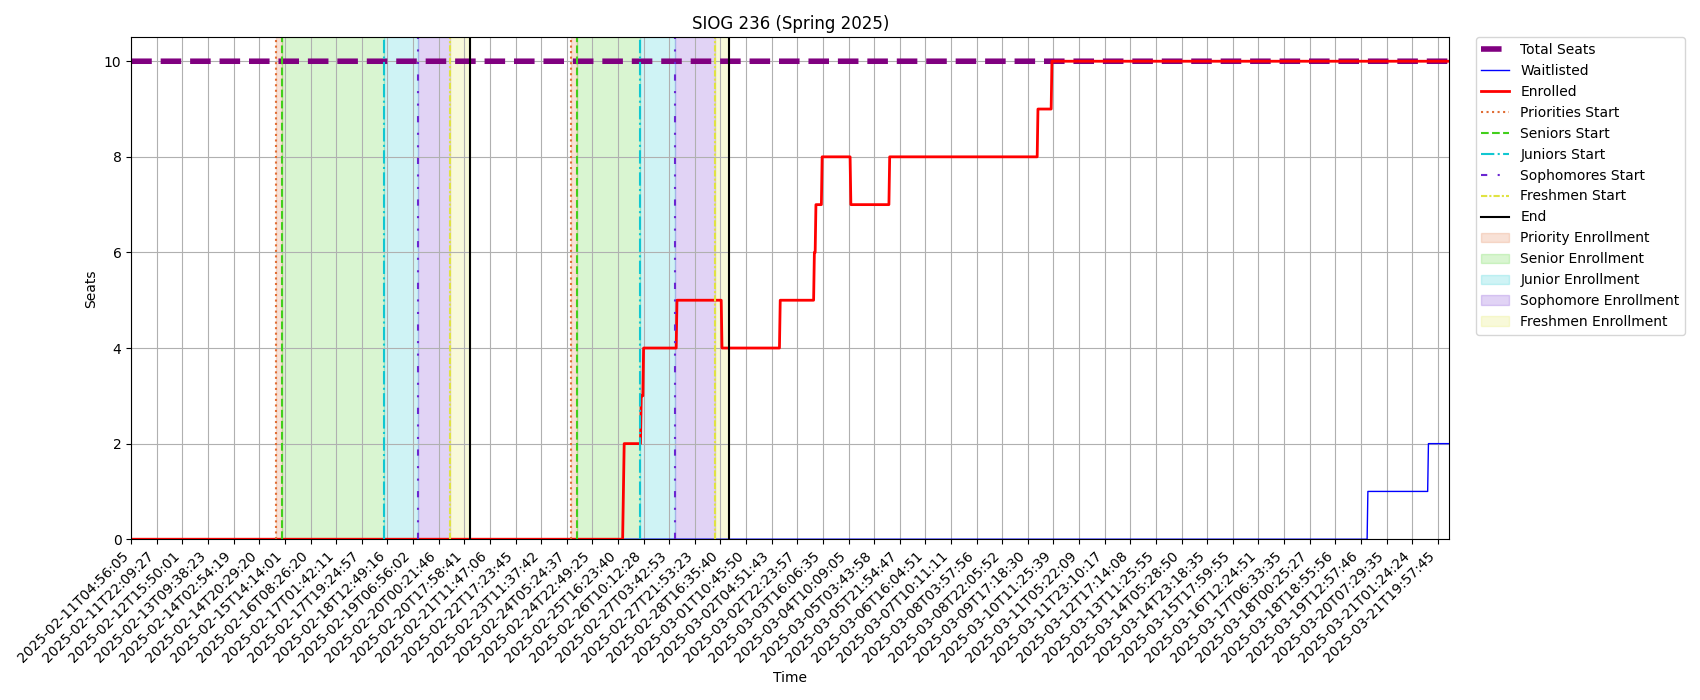 SIOG 236 (Spring 2025)
Seats
10
8
6
4
2
0
2025-02-11T04:56:05
2025-02-11T22:09:27
2025-02-12T15:50:01
2025-02-13T09:38:23
2025-02-14T02:54:19
2025-02-14T20:29:20
2025-02-15T14:14:01
2025-02-16T08:26:20
2025-02-17T01:42:11
2025-02-17T19:24:57
2025-02-18T12:49:16
2025-02-19T06:56:02
2025-02-20T00:21:46
2025-02-20T17:58:41
2025-02-21T11:47:06
2025-02-22T17:23:45
2025-02-23T11:37:42
2025-02-24T05:24:37
2025-02-24T22:49:25
2025-02-25T16:23:40
2025-02-26T10:12:28
2025-02-27T03:42:53
2025-02-27T21:53:23
2025-02-28T16:35:40
2025-03-01T10:45:50
2025-03-02T04:51:43
2025-03-02T22:23:57
2025-03-03T16:06:35
2025-03-04T10:09:05
2025-03-05T03:43:58
2025-03-05T21:54:47
2025-03-06T16:04:51
2025-03-07T10:11:11
2025-03-08T03:57:56
2025-03-08T22:05:52
2025-03-09T17:18:30
2025-03-10T11:25:39
2025-03-11T05:22:09
2025-03-11T23:10:17
2025-03-12T17:14:08
2025-03-13T11:25:55
2025-03-14T05:28:50
2025-03-14T23:18:35
2025-03-15T17:59:55
2025-03-16T12:24:51
2025-03-17T06:33:35
2025-03-18T00:25:27
2025-03-18T18:55:56
2025-03-19T12:57:46
2025-03-20T07:29:35
2025-03-21T01:24:24
2025-03-21T19:57:45
Time
Total Seats
Waitlisted
Enrolled
Priorities Start
Seniors Start
Juniors Start
Sophomores Start
Freshmen Start
End
Priority Enrollment
Senior Enrollment
Junior Enrollment
Sophomore Enrollment
Freshmen Enrollment